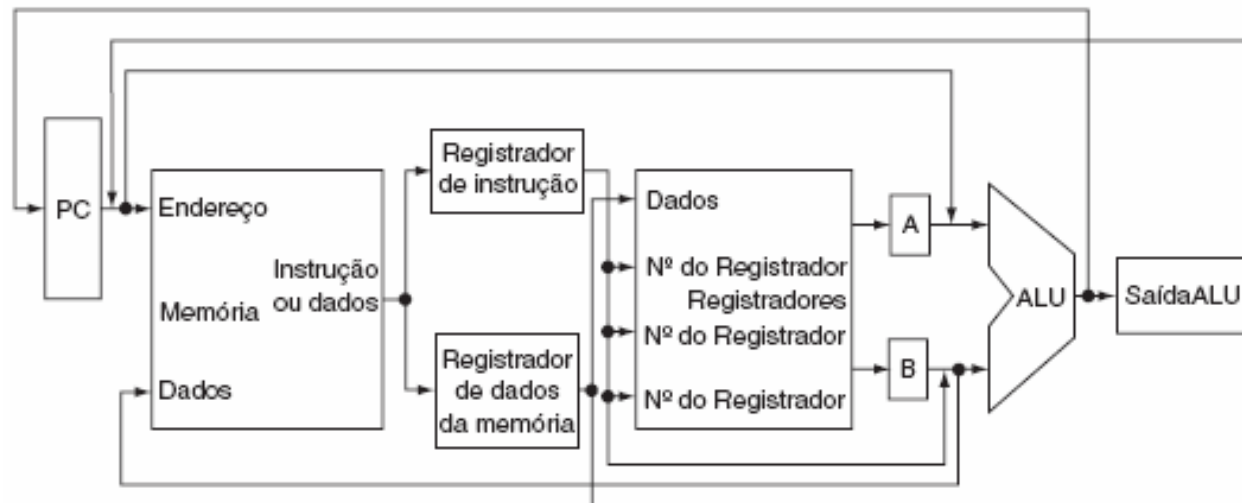 PC
Endereço
Instrução
ou dados
Memória
Dados
Registrador
de instrução
Registrador
de dados
da memória
Dados
Nº do Registrador
Registradores
Nº do Registrador
Nº do Registrador
A
B
ALU
SaídaALU